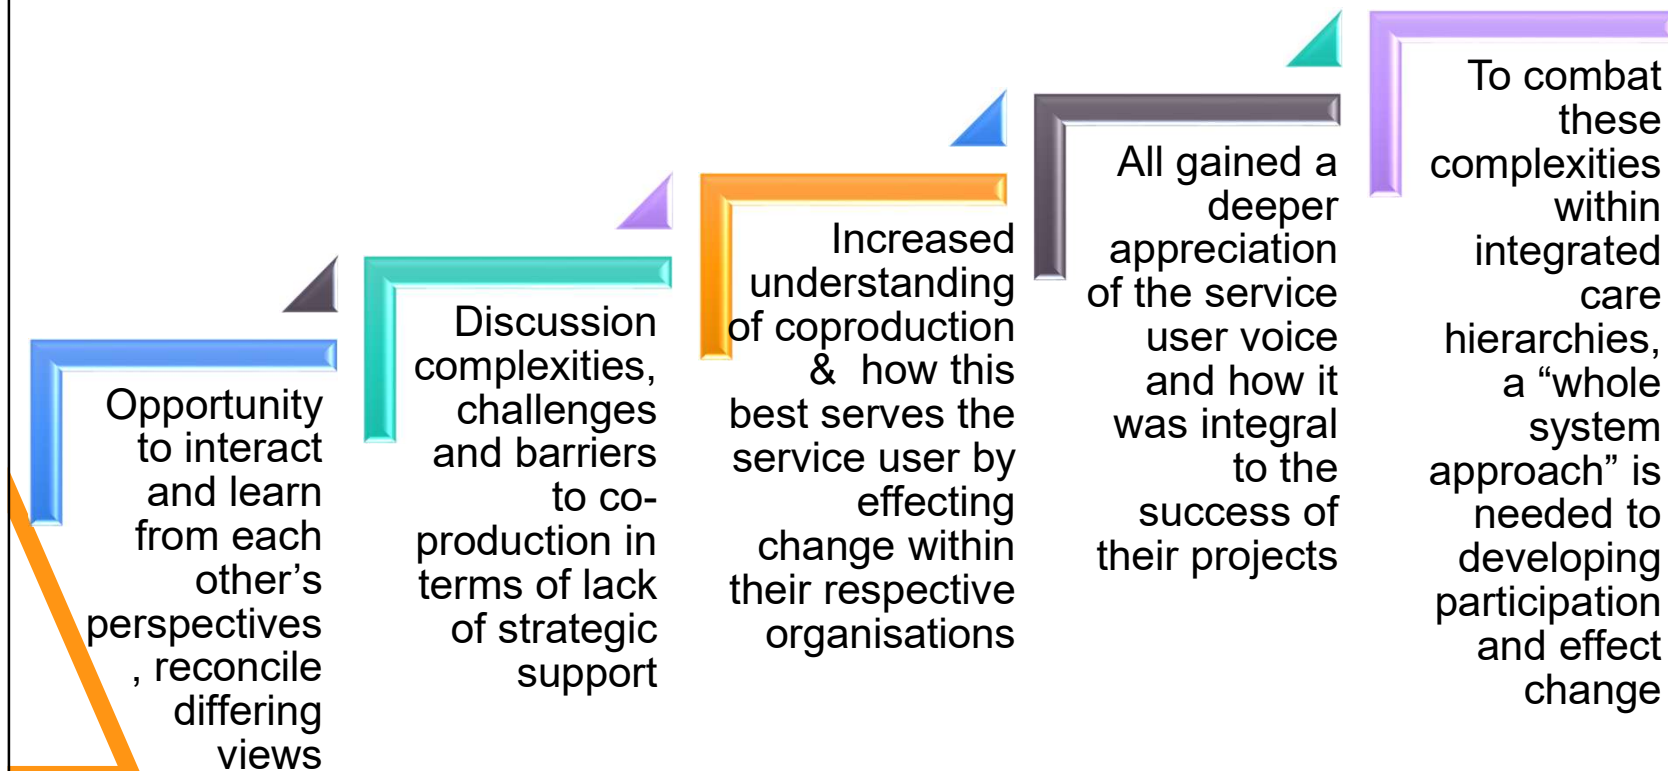 Opportunity
to interact
and learn
from each
other’s
perspectives
, reconcile
differing
views
Discussion
complexities,
challenges
and barriers
to co-
production in
terms of lack
of strategic
support
Increased
understanding
of coproduction
& how this
best serves the
service user by
effecting
change within
their respective
organisations
All gained a
deeper
appreciation
of the service
user voice
and how it
was integral
to the
success of
their projects
To combat
these
complexities
within
integrated
care
hierarchies,
a “whole
system
approach” is
needed to
developing
participation
and effect
change